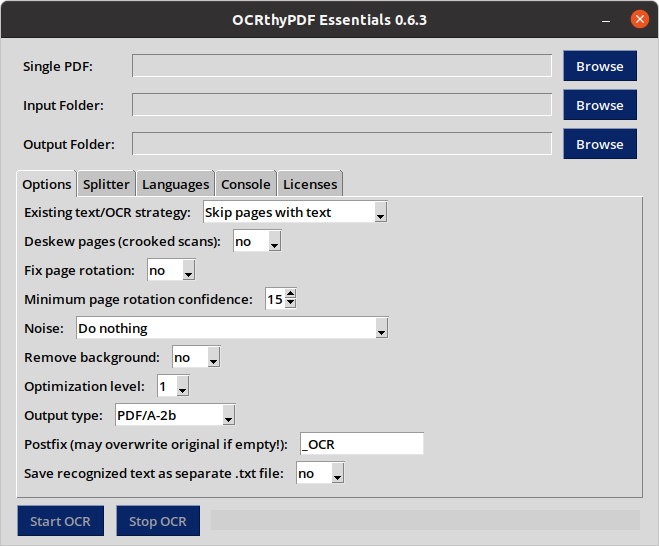 OCRthyPDF Essentials 0.6.3
Single PDF: Browse
Input Folder: Browse
Output Folder: Browse
Options Splitter Languages Console Licenses
Existing text/OCR strategy: Skip pages with text
Deskew pages (crooked scans): no
Fix page rotation: no
Minimum page rotation confidence: 15
Noise: Do nothing
Remove background: no
Optimization level: 1
Output type: PDF/A-2b
Postfix (may overwrite original if empty!): _OCR
Save recognized text as separate .txt file: no
Start OCR Stop OCR